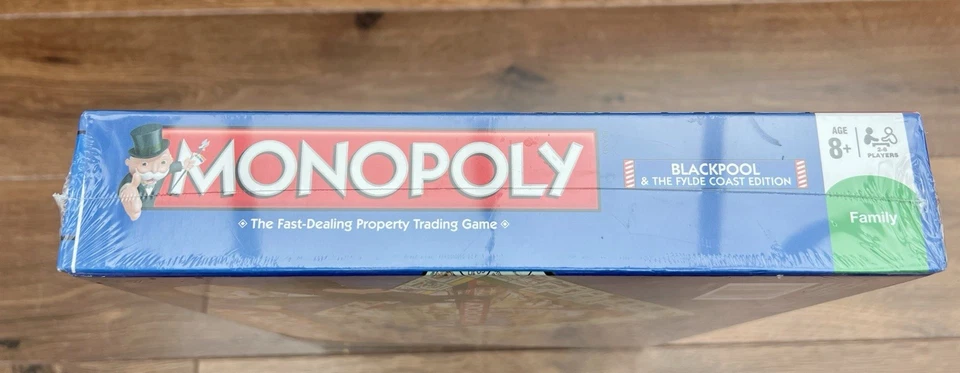 MONOPOLY
The Fast-Dealing Property Trading Game
BLACKPOOL
& THE FYLDE COAST EDITION
AGE
8+
2-6
PLAYERS
Family